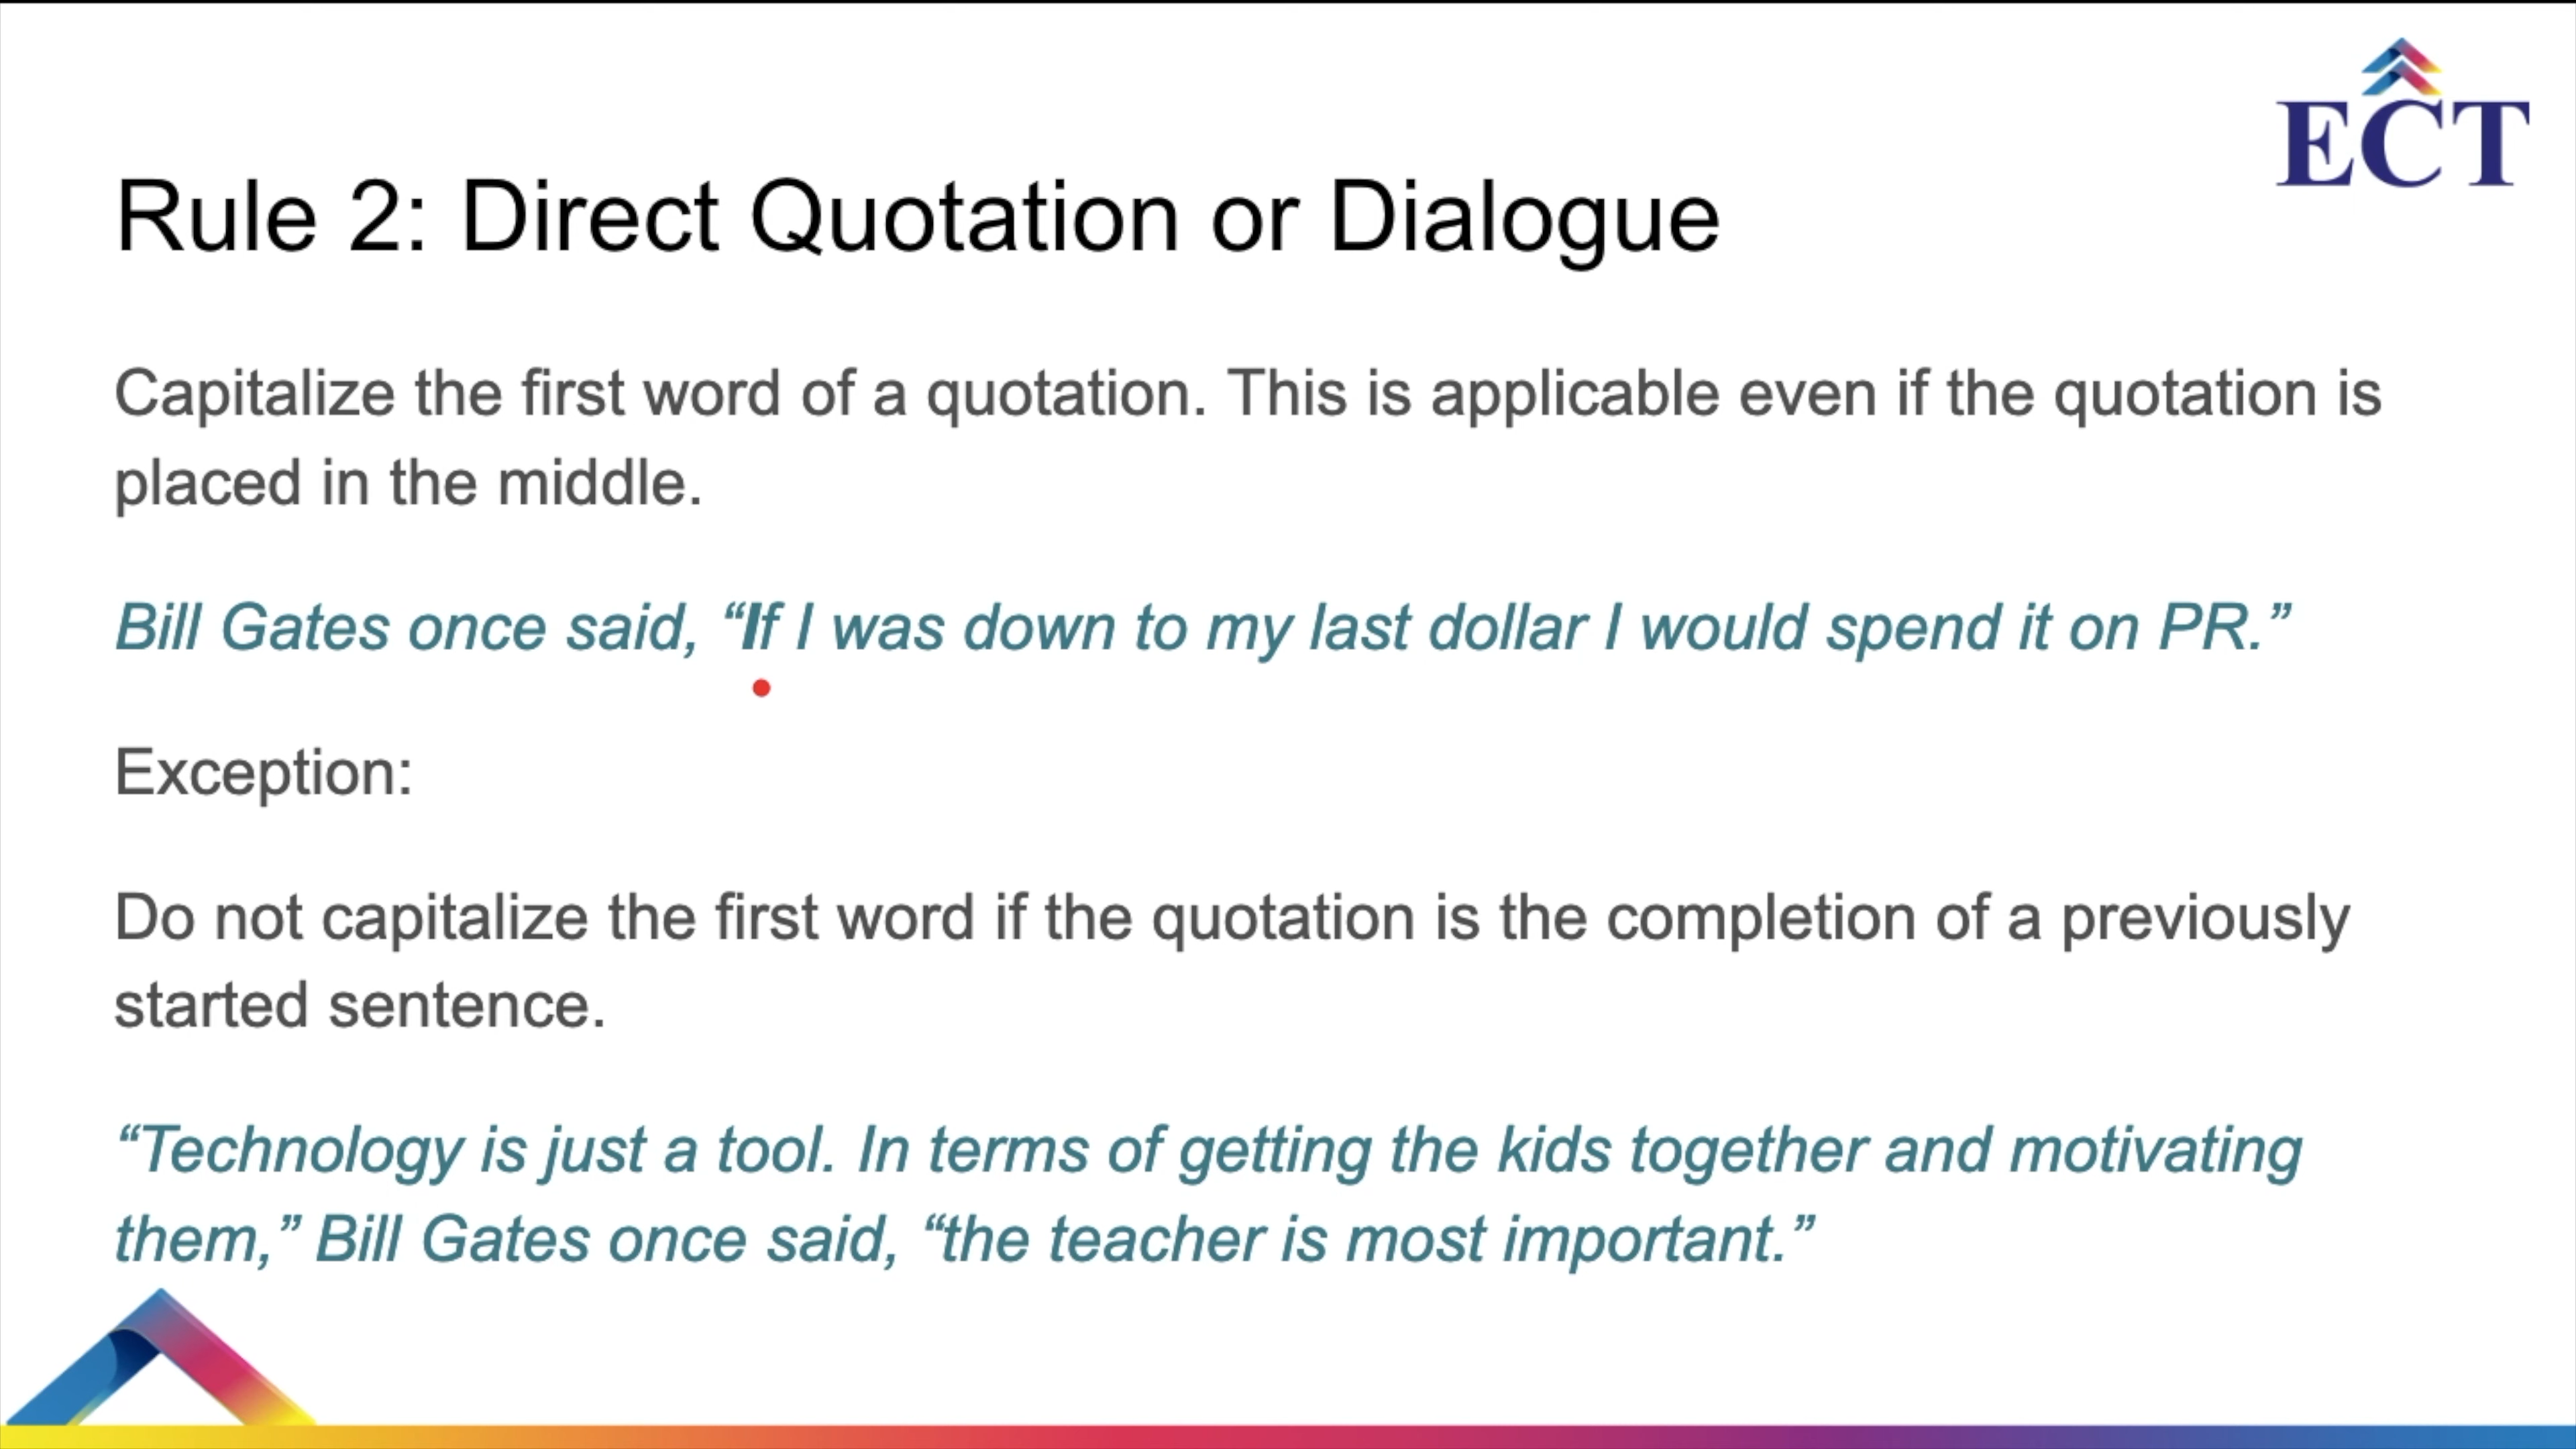 ECT
Rule 2: Direct Quotation or Dialogue
Capitalize the first word of a quotation. This is applicable even if the quotation is
placed in the middle.
Bill Gates once said, “If I was down to my last dollar I would spend it on PR.”
Exception:
Do not capitalize the first word if the quotation is the completion of a previously
started sentence.
“Technology is just a tool. In terms of getting the kids together and motivating
them,” Bill Gates once said, “the teacher is most important.”